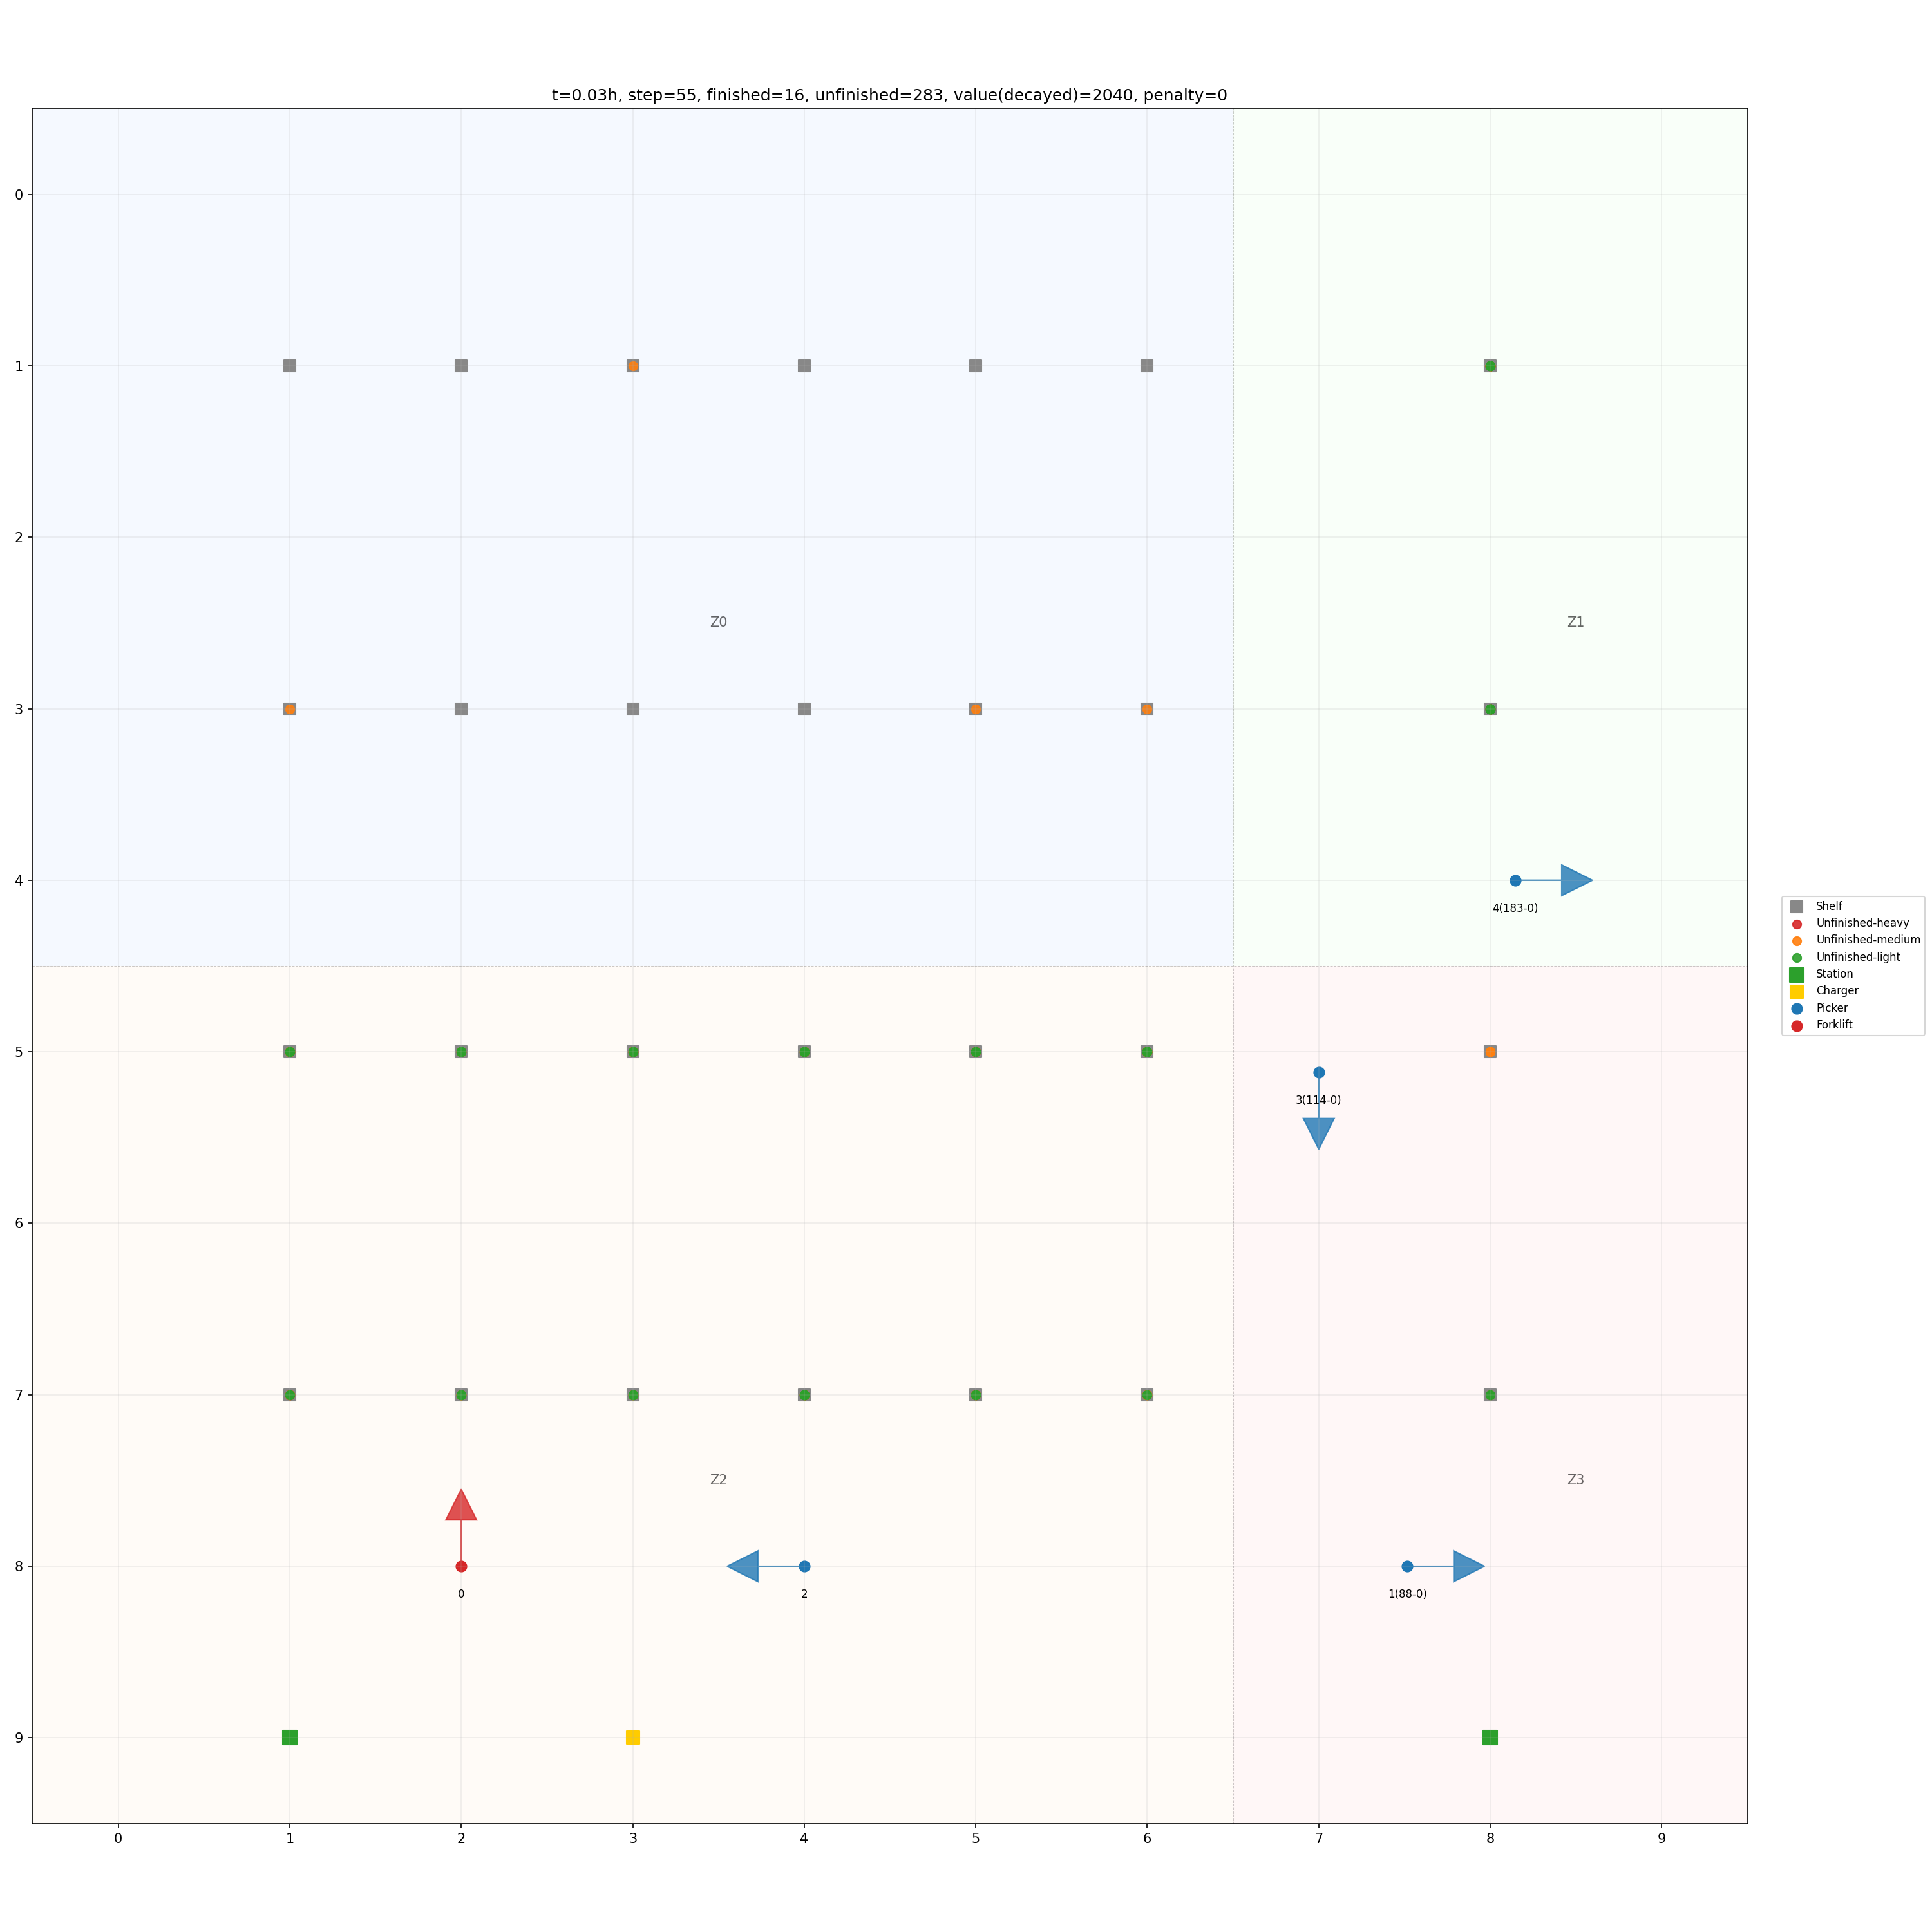 t=0.03h, step=55, finished=16, unfinished=283, value(decayed)=2040, penalty=0
0
1
2
Z0
Z1
3
4
4(183-0)
Shelf
Unfinished-heavy
Unfinished-medium
Unfinished-light
Station
Charger
Picker
Forklift
5
3(114-0)
6
7
Z2
Z3
8
0
2
1(88-0)
9
0 1 2 3 4 5 6 7 8 9